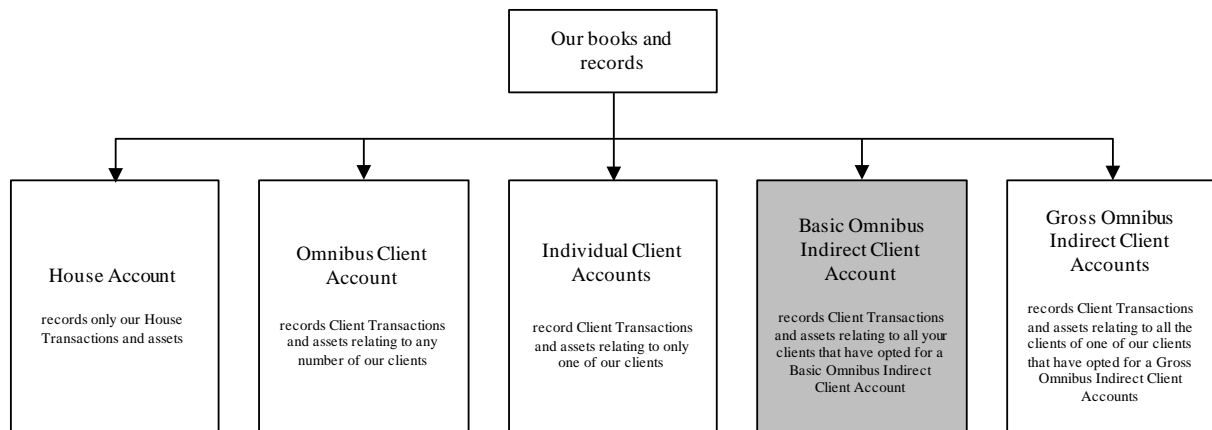 Our books and
records
House Account
records only our House
Transactions and assets
Omnibus Client
Account
records Client Transactions
and assets relating to any
number of our clients
Individual Client
Accounts
record Client Transactions
and assets relating to only
one of our clients
Basic Omnibus
Indirect Client
Account
records Client Transactions
and assets relating to all your
clients that have opted for a
Basic Omnibus Indirect
Client Account
Gross Omnibus
Indirect Client
Accounts
records Client Transactions
and assets relating to all the
clients of one of our clients
that have opted for a Gross
Omnibus Indirect Client
Accounts